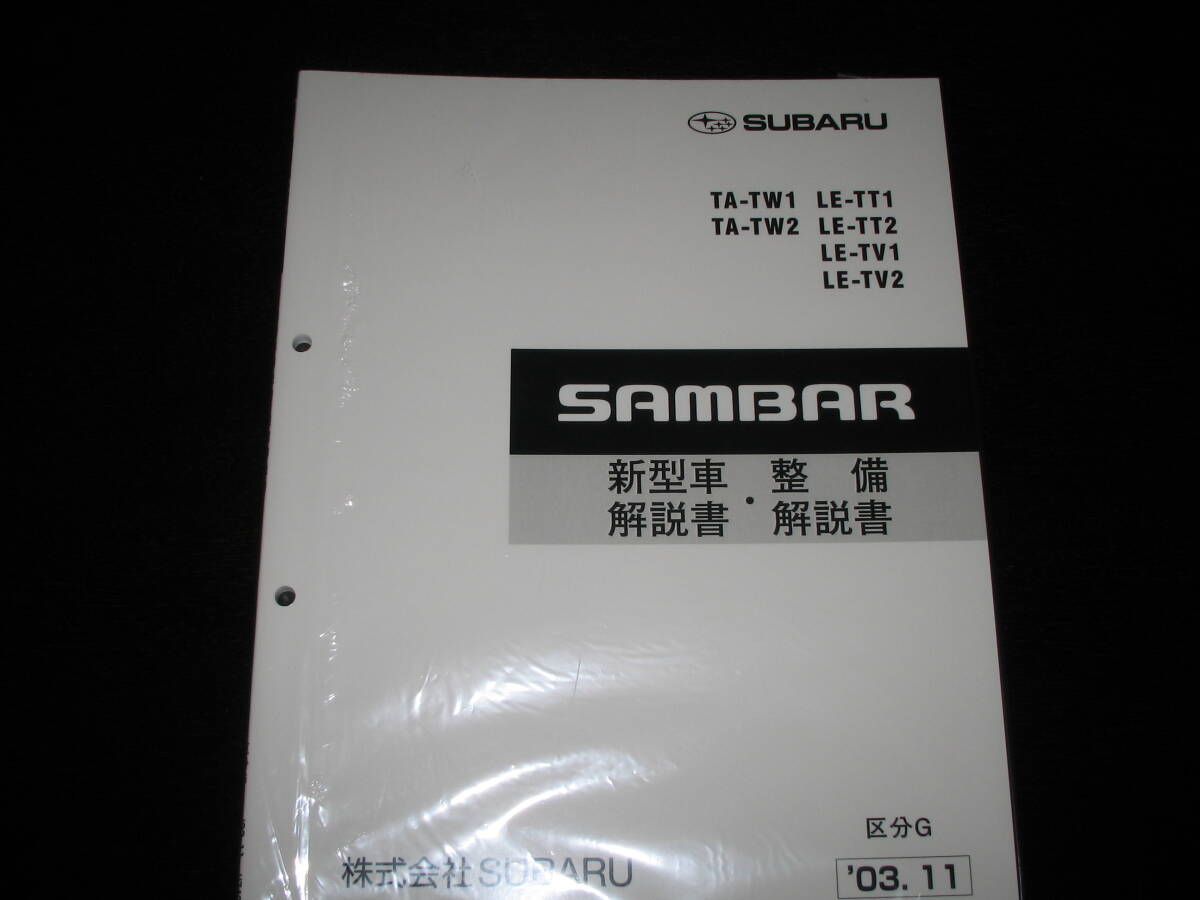 SUBARU
TA-TW1 LE-TT1
TA-TW2 LE-TT2
LE-TV1
LE-TV2
SAMBAR
新型車・整備
解説書 解説書
区分G
株式会社SUBARU
'03.11